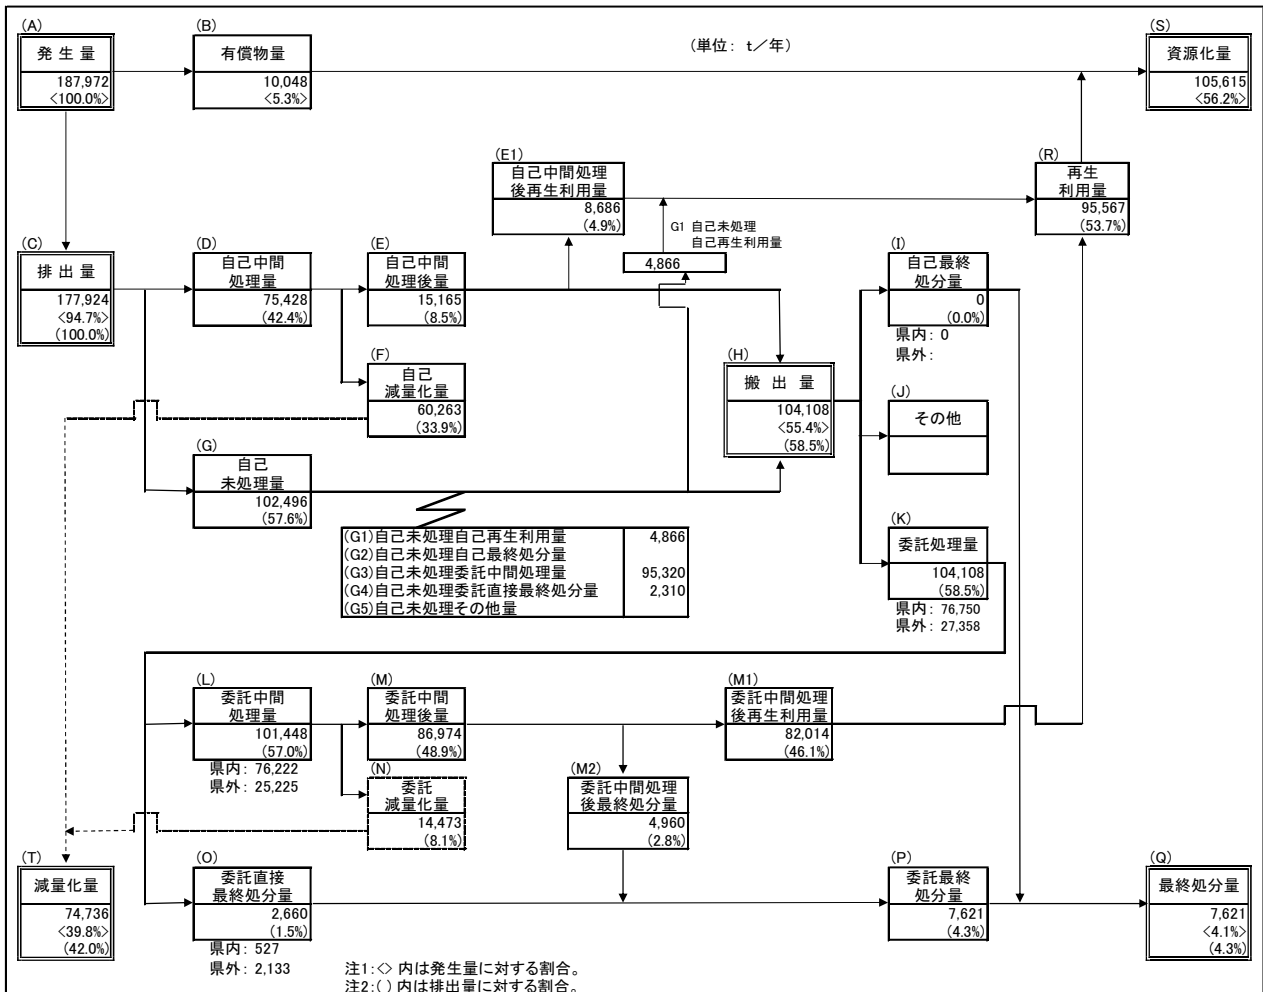 (A)
発生量
187,972
<100.0%>
(B)
有償物量
10,048
<5.3%>
(単位: t/年)
(S)
資源化量
105,615
<56.2%>
(E1)
自己中間処理
後再生利用量
8,686
(4.9%)
(R)
再生
利用量
95,567
(53.7%)
G1 自己未処理
自己再生利用量
4,866
(C)
排出量
177,924
<94.7%>
(100.0%)
(D)
自己中間
処理量
75,428
(42.4%)
(E)
自己中間
処理後量
15,165
(8.5%)
(I)
自己最終
処分量
0
(0.0%)
県内: 0
県外:
(F)
自己
減量化量
60,263
(33.9%)
(H)
搬出量
104,108
<55.4%>
(58.5%)
(J)
その他
(G)
自己
未処理量
102,496
(57.6%)
(G1)自己未処理自己再生利用量 4,866
(G2)自己未処理自己最終処分量
(G3)自己未処理委託中間処理量 95,320
(G4)自己未処理委託直接最終処分量 2,310
(G5)自己未処理その他量
(K)
委託処理量
104,108
(58.5%)
県内: 76,750
県外: 27,358
(L)
委託中間
処理量
101,448
(57.0%)
県内: 76,222
県外: 25,225
(M)
委託中間
処理後量
86,974
(48.9%)
(M1)
委託中間処理
後再生利用量
82,014
(46.1%)
(N)
委託
減量化量
14,473
(8.1%)
(M2)
委託中間処理
後最終処分量
4,960
(2.8%)
(T)
減量化量
74,736
<39.8%>
(42.0%)
(O)
委託直接
最終処分量
2,660
(1.5%)
県内: 527
県外: 2,133
(P)
委託最終
処分量
7,621
(4.3%)
(Q)
最終処分量
7,621
<4.1%>
(4.3%)
注1:<> 内は発生量に対する割合。
注2:( ) 内は排出量に対する割合。